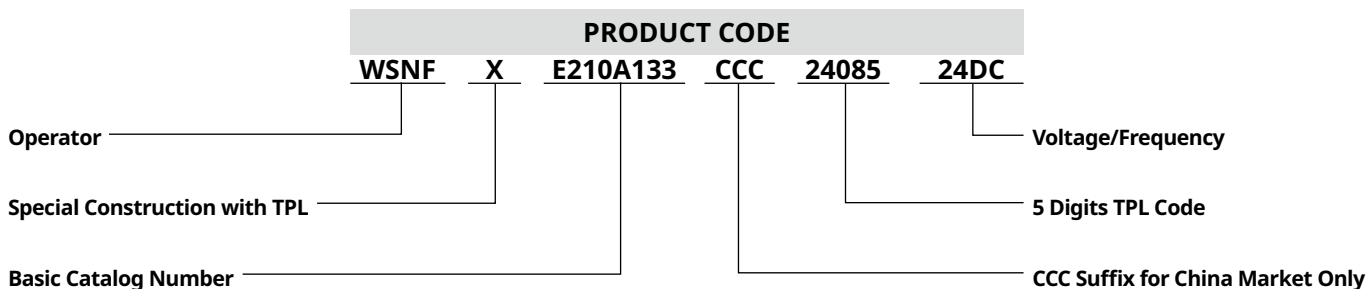 PRODUCT CODE
WSNF X E210A133 CCC 24085 24DC
Operator
Voltage/Frequency
Special Construction with TPL
5 Digits TPL Code
Basic Catalog Number
CCC Suffix for China Market Only